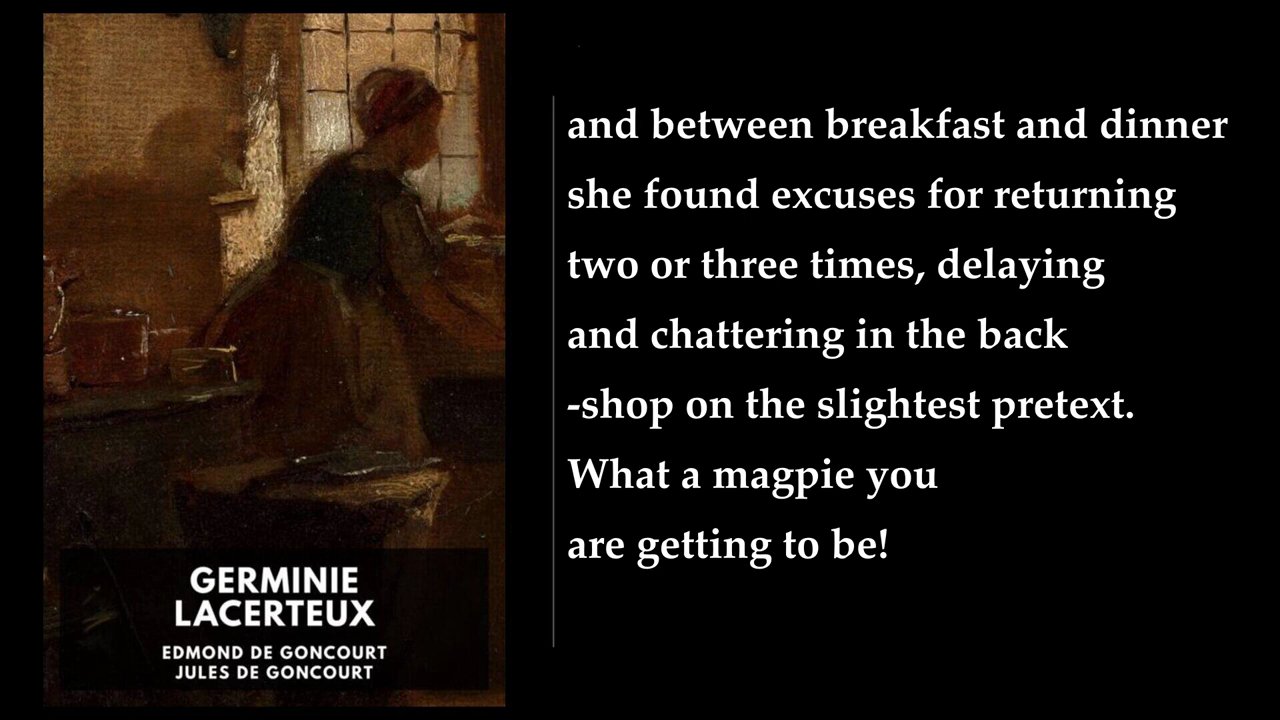 and between breakfast and dinner
she found excuses for returning
two or three times, delaying
and chattering in the back
-shop on the slightest pretext.
What a magpie you
are getting to be!
GERMINIE
LACERTEUX
EDMOND DE GONCOURT
JULES DE GONCOURT